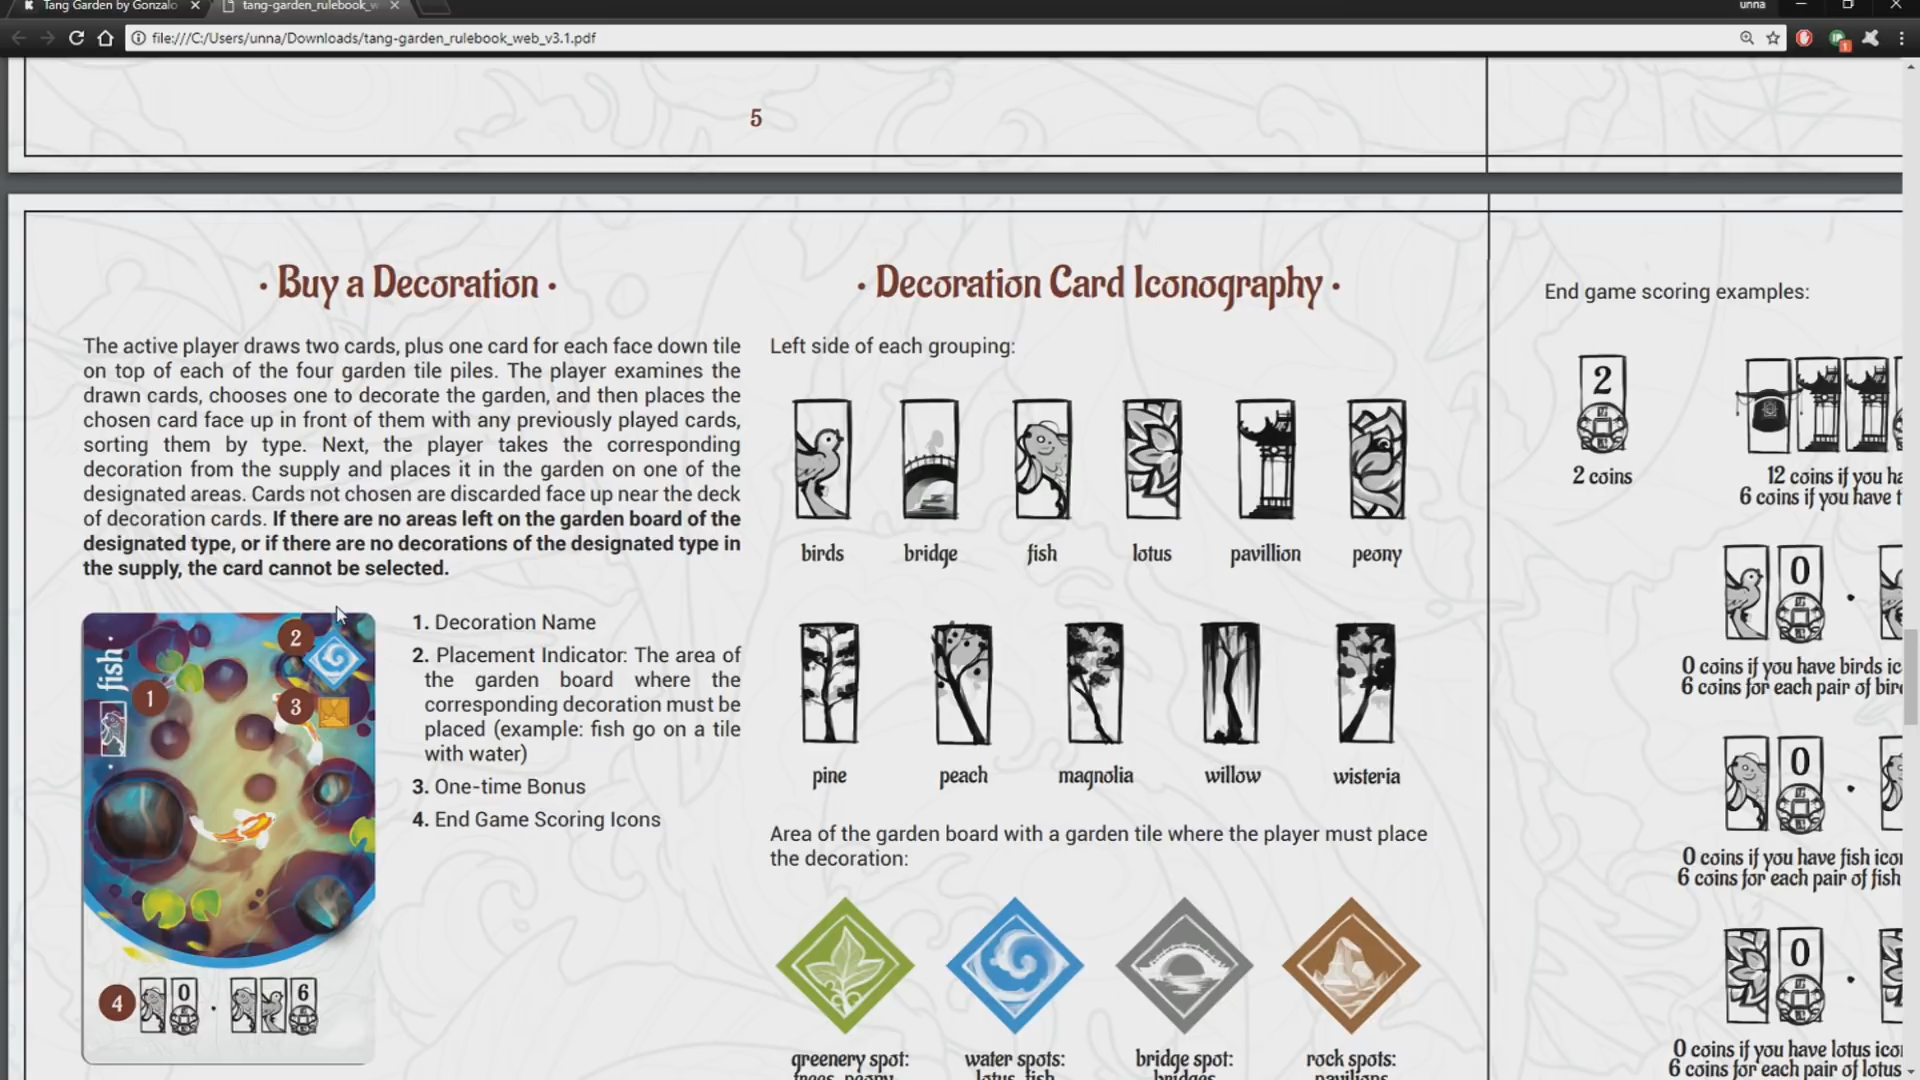 Tang Garden by Gonzalo
tang-garden_rulebook_w
unna
file:///C:/Users/unna/Downloads/tang-garden_rulebook_web_v3.1.pdf
1
5
· Buy a Decoration ·
The active player draws two cards, plus one card for each face down tile
on top of each of the four garden tile piles. The player examines the
drawn cards, chooses one to decorate the garden, and then places the
chosen card face up in front of them with any previously played cards,
sorting them by type. Next, the player takes the corresponding
decoration from the supply and places it in the garden on one of the
designated areas. Cards not chosen are discarded face up near the deck
of decoration cards. If there are no areas left on the garden board of the
designated type, or if there are no decorations of the designated type in
the supply, the card cannot be selected.
· fish ·
1
2
3
4
0
·
6
1. Decoration Name
2. Placement Indicator: The area of
the garden board where the
corresponding decoration must be
placed (example: fish go on a tile
with water)
3. One-time Bonus
4. End Game Scoring Icons
· Decoration Card Iconography ·
Left side of each grouping:
birds bridge fish lotus pavillion peony
pine peach magnolia willow wisteria
Area of the garden board with a garden tile where the player must place
the decoration:
greenery spot: water spots: bridge spot: rock spots:
trees, peony lotus, fish bridges pavilions
End game scoring examples:
2
2 coins
12 coins if you ha
6 coins if you have t
0 ·
0 coins if you have birds ic
6 coins for each pair of bir
0 ·
0 coins if you have fish ico
6 coins for each pair of fish
0 ·
0 coins if you have lotus ico
6 coins for each pair of lotus